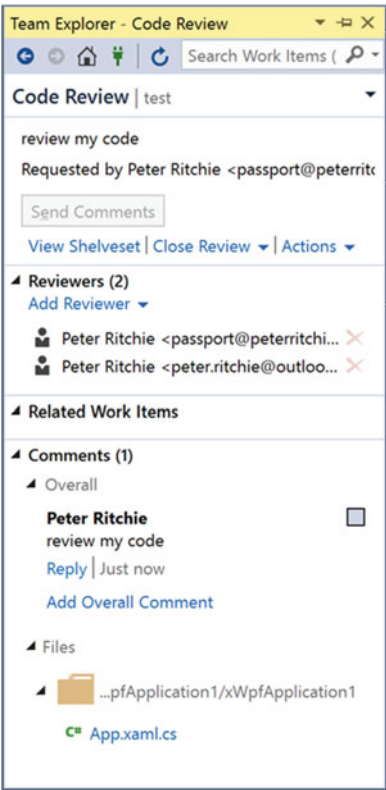 Team Explorer - Code Review
Search Work Items (
Code Review | test
review my code
Requested by Peter Ritchie <passport@peterritc
Send Comments
View Shelveset | Close Review | Actions
Reviewers (2)
Add Reviewer
Peter Ritchie <passport@peterritchi...
Peter Ritchie <peter.ritchie@outloo...
Related Work Items
Comments (1)
Overall
Peter Ritchie
review my code
Reply | Just now
Add Overall Comment
Files
...pfApplication1/xWpfApplication1
C# App.xaml.cs